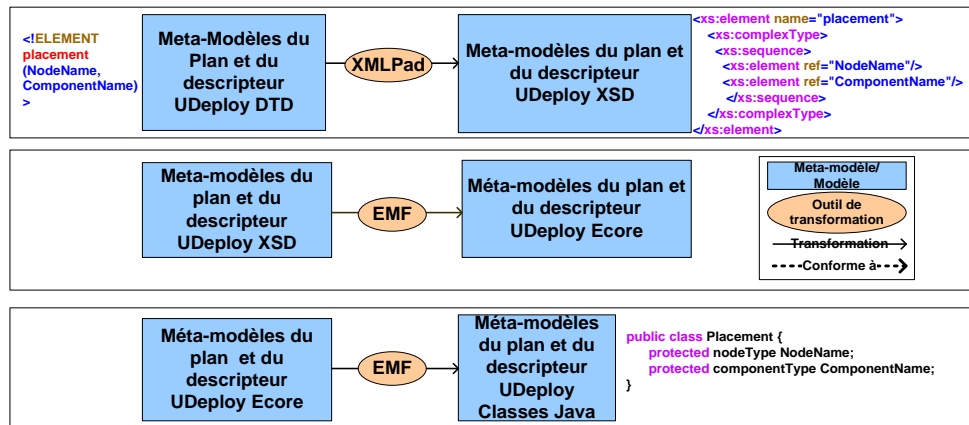 <!ELEMENT
placement
(NodeName,
ComponentName)
>
Meta-Modèles du
Plan et du
descripteur
UDeploy DTD
XMLPad
Meta-modèles du plan et
du descripteur
UDeploy XSD
<xs:element name="placement">
<xs:complexType>
<xs:sequence>
<xs:element ref="NodeName"/>
<xs:element ref="ComponentName"/>
</xs:sequence>
</xs:complexType>
</xs:element>
Meta-modèles du
plan et du
descripteur
UDeploy XSD
EMF
Méta-modèles du plan et
du descripteur
UDeploy Ecore
Meta-modèle/
Modèle
Outil de
transformation
Transformation
Conforme à
Méta-modèles du
plan et du
descripteur
UDeploy Ecore
EMF
Méta-modèles
du plan et du
descripteur
UDeploy
Classes Java
public class Placement {
protected nodeType NodeName;
protected componentType ComponentName;
}